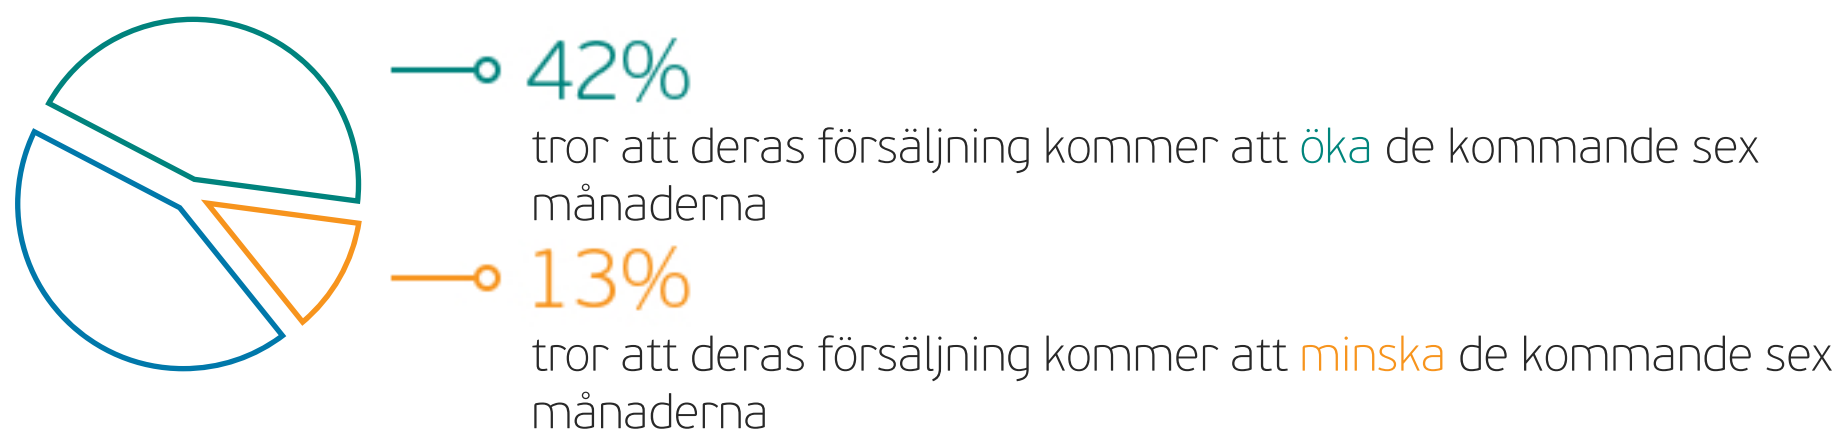 42%
tror att deras försäljning kommer att öka de kommande sex
månaderna
13%
tror att deras försäljning kommer att minska de kommande sex
månaderna